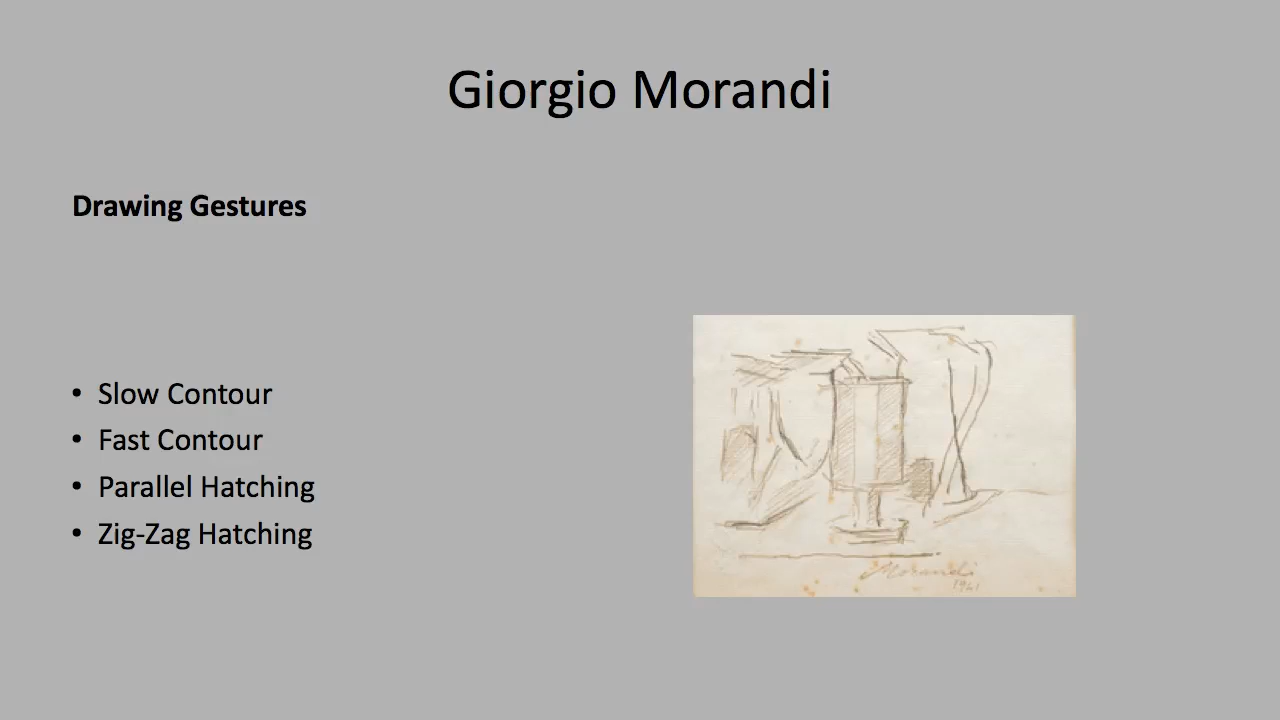 Giorgio Morandi
Drawing Gestures
• Slow Contour
• Fast Contour
• Parallel Hatching
• Zig-Zag Hatching
Morandi
1941